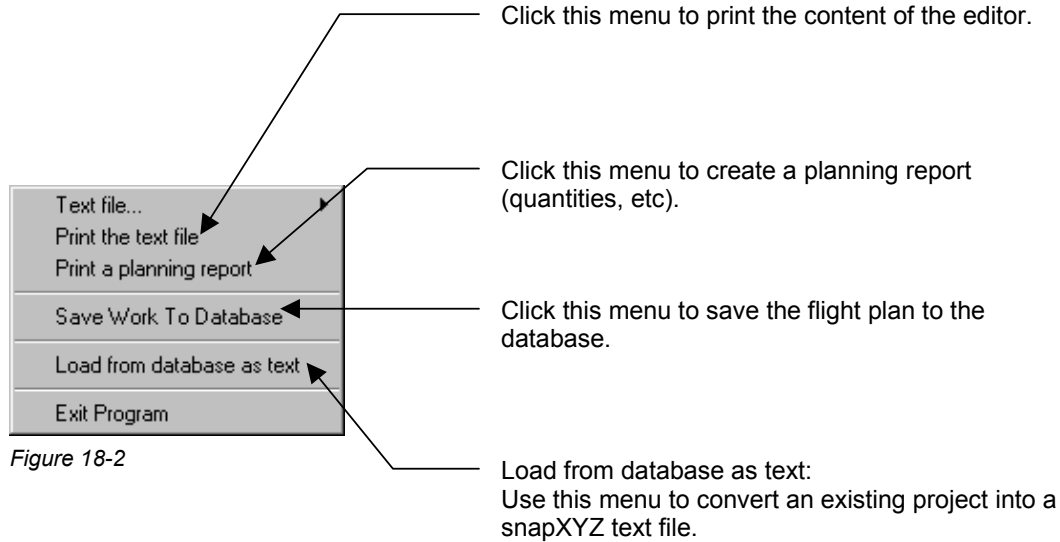 Click this menu to print the content of the editor.
Click this menu to create a planning report
(quantities, etc).
Text file...
Print the text file
Print a planning report
Save Work To Database
Load from database as text
Exit Program
Click this menu to save the flight plan to the
database.
Figure 18-2
Load from database as text:
Use this menu to convert an existing project into a
snapXYZ text file.